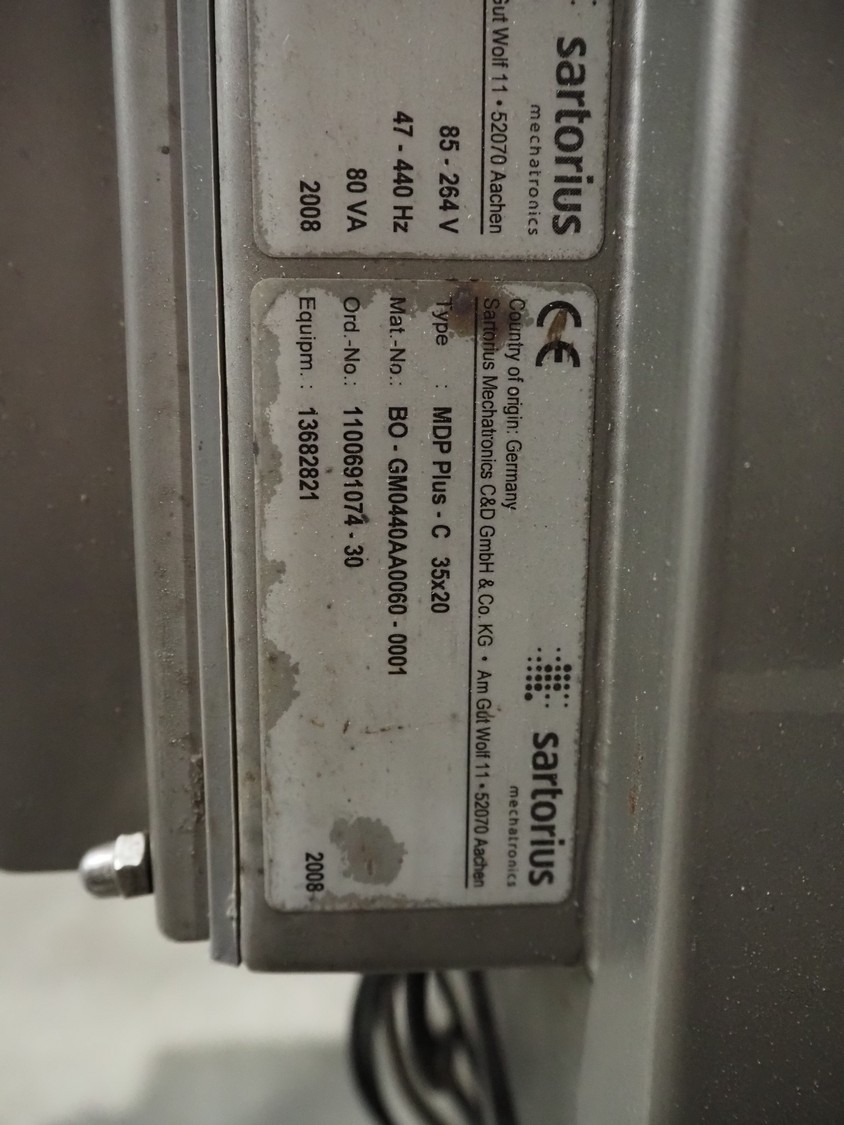 sartorius
mechatronics
Gut Wolf 11 • 52070 Aachen
85 - 264 V
47 - 440 Hz
80 VA
2008
CE sartorius
mechatronics
Country of origin: Germany
Sartorius Mechatronics C&D GmbH & Co. KG • Am Gut Wolf 11 • 52070 Aachen
Type : MDP Plus - C 35x20
Mat.-No.: BO - GM0440AA0060 - 0001
Ord.-No.: 1100691074 - 30
Equipm. : 13682821 2008